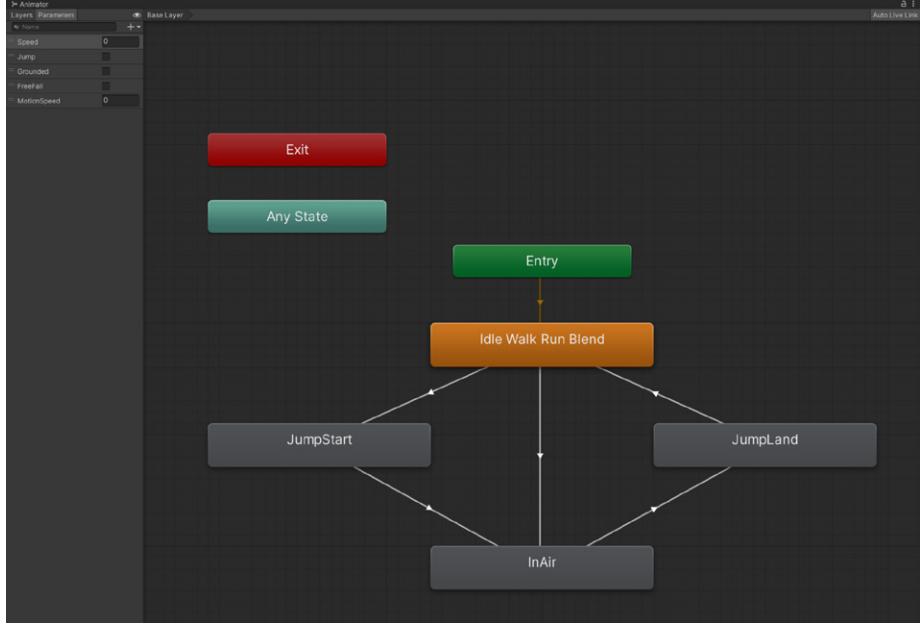 Animator
Layers Parameters Base Layer Auto Live Link
Name
Speed 0
Jump
Grounded
FreeFall
MotionSpeed 0
Exit
Any State
Entry
Idle Walk Run Blend
JumpStart
JumpLand
InAir